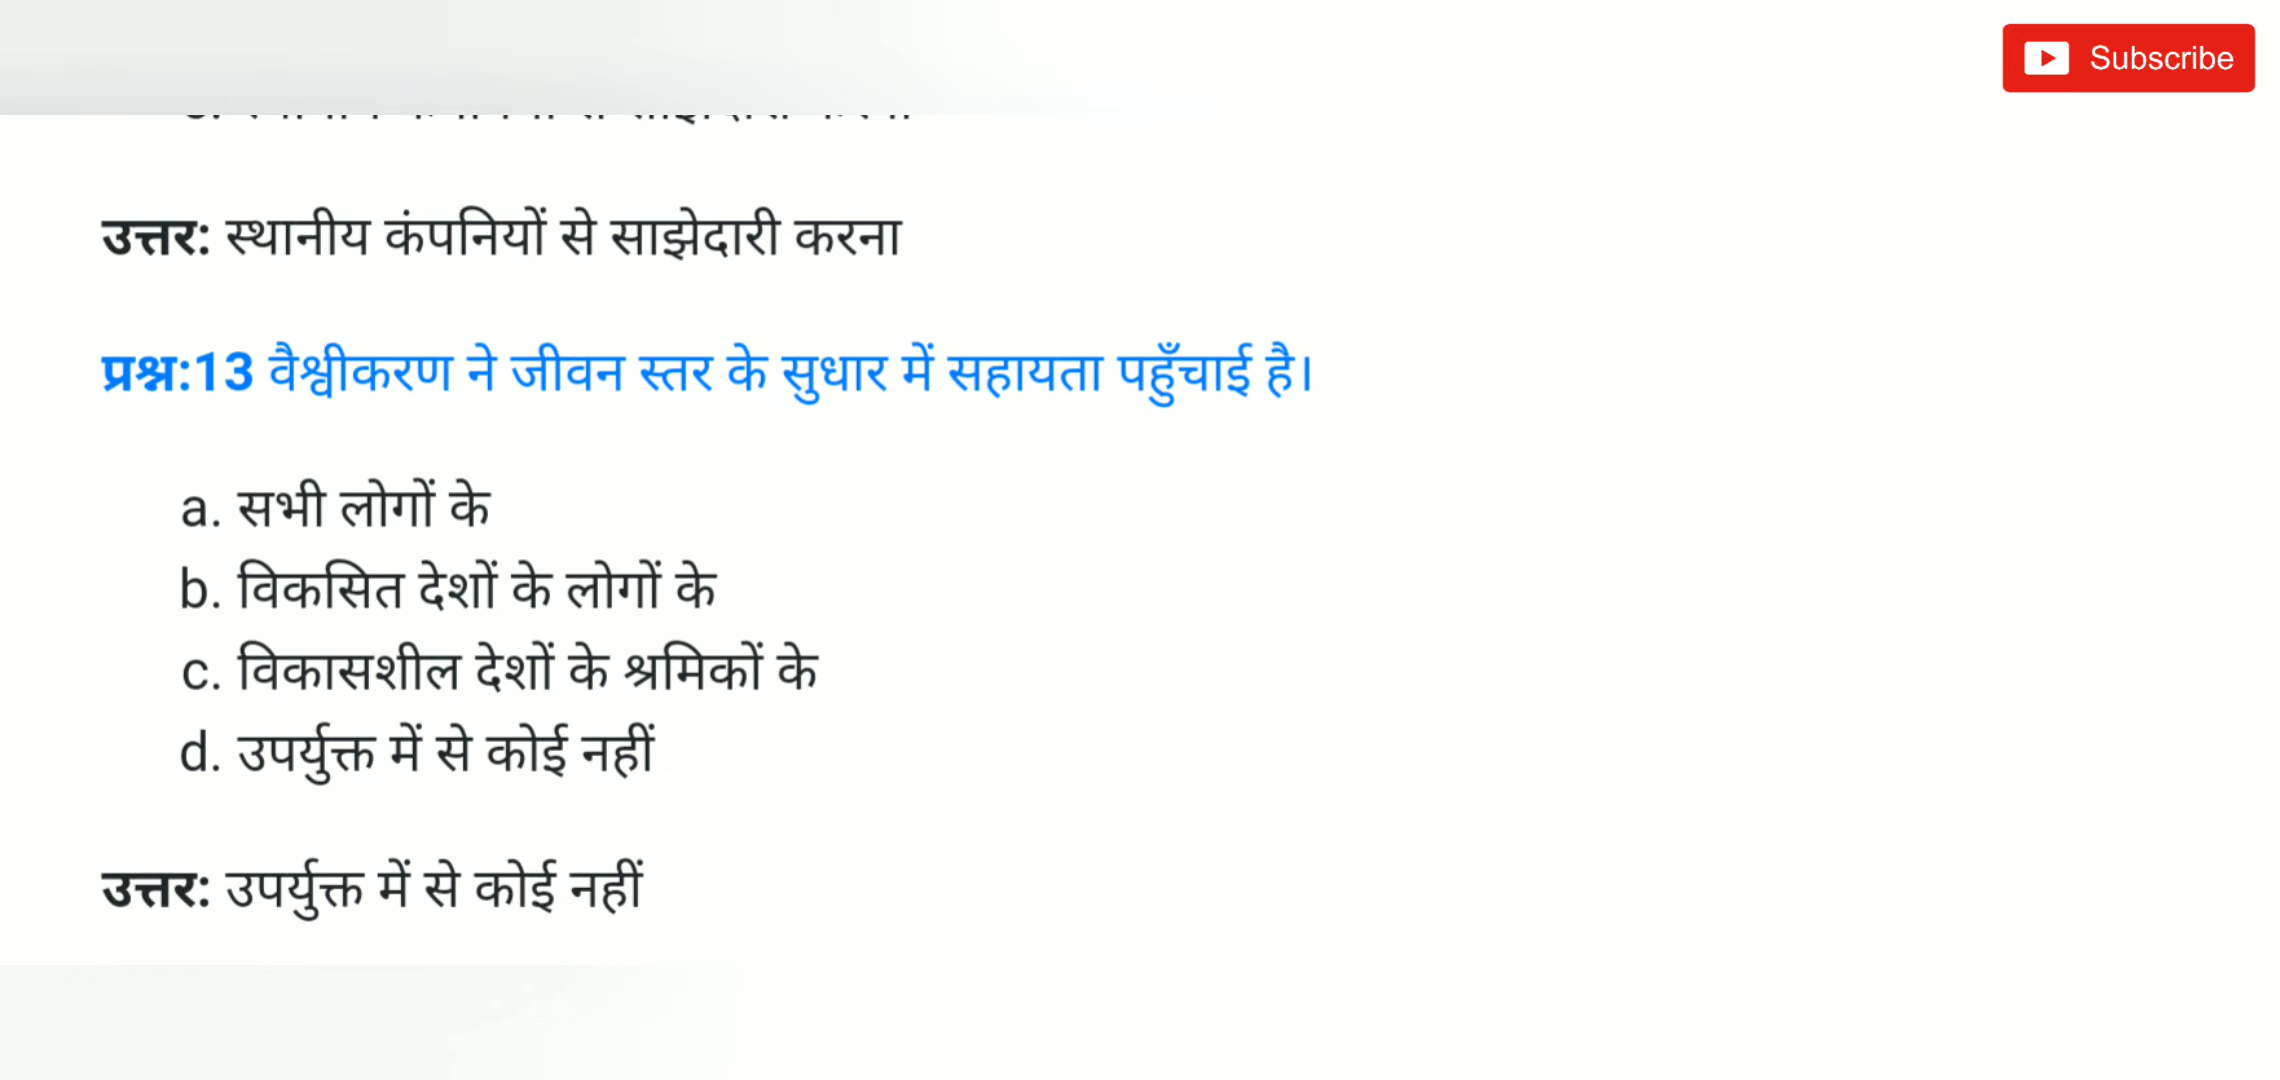 Subscribe
उत्तर: स्थानीय कंपनियों से साझेदारी करना
प्रश्न:13 वैश्वीकरण ने जीवन स्तर के सुधार में सहायता पहुँचाई है।
a. सभी लोगों के
b. विकसित देशों के लोगों के
c. विकासशील देशों के श्रमिकों के
d. उपर्युक्त में से कोई नहीं
उत्तर: उपर्युक्त में से कोई नहीं